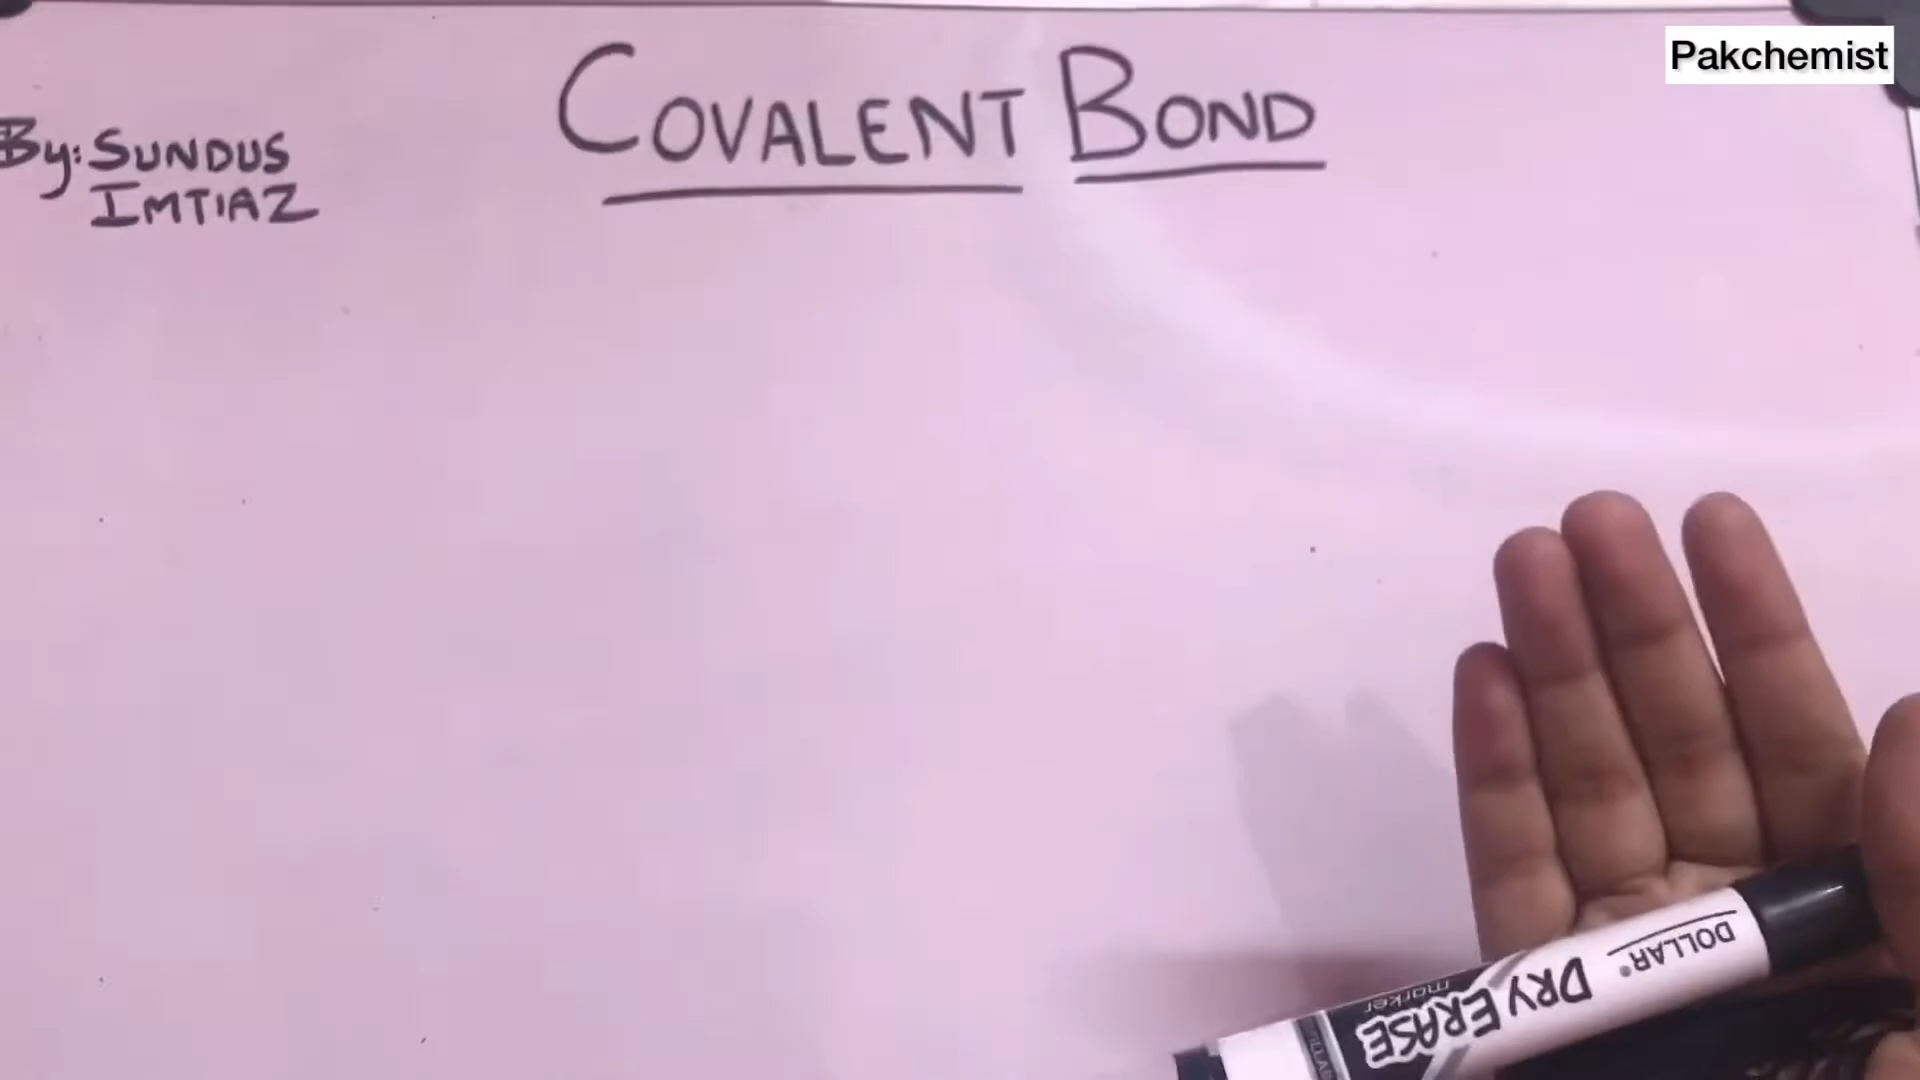 Pakchemist
COVALENT BOND
By: SUNDUS
IMTIAZ
DOLLAR®
DRY ERASE
marker